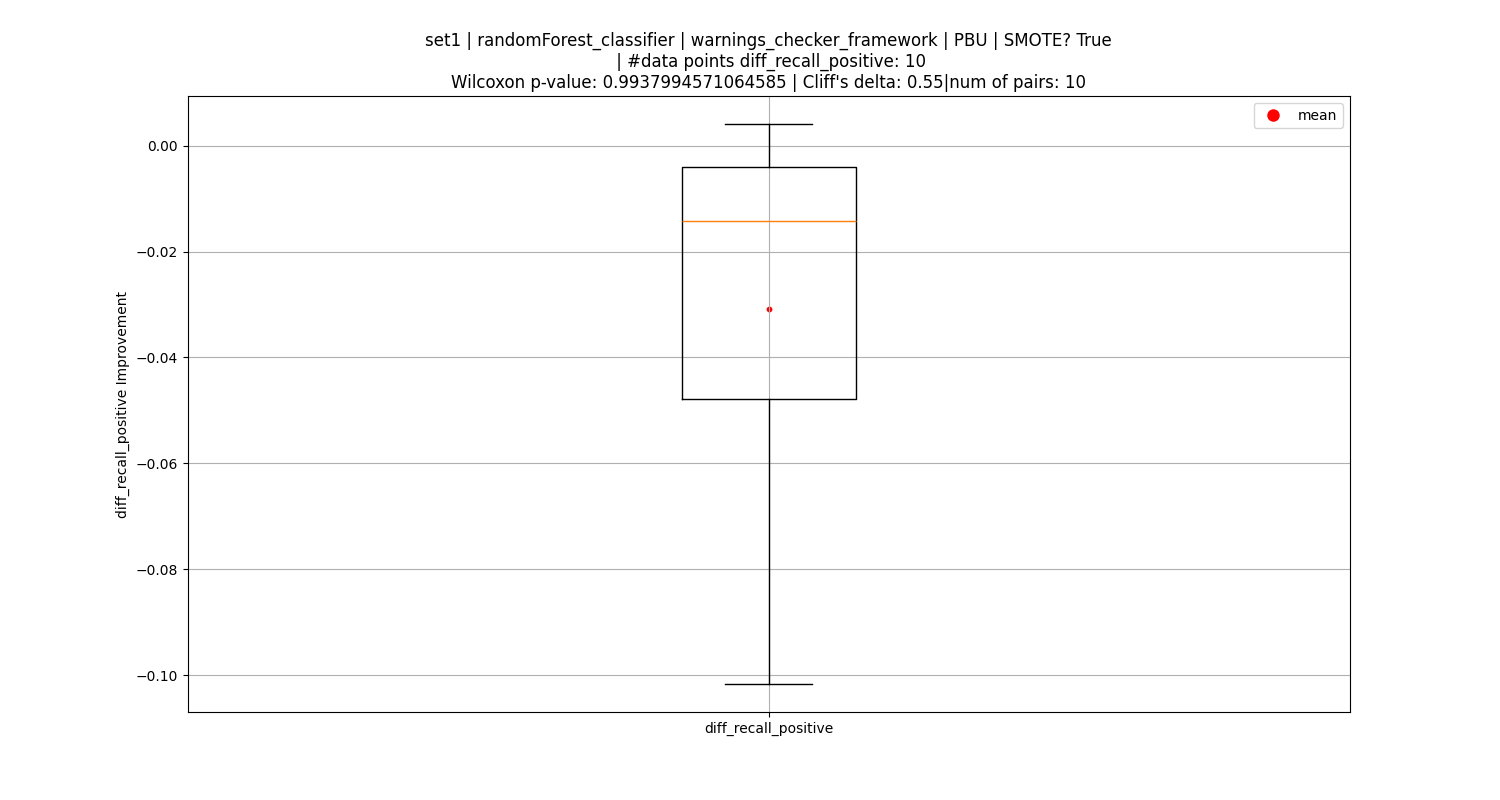 set1 | randomForest_classifier | warnings_checker_framework | PBU | SMOTE? True
| #data points diff_recall_positive: 10
Wilcoxon p-value: 0.9937994571064585 | Cliff's delta: 0.55|num of pairs: 10
mean
0.00
−0.02
−0.04
−0.06
−0.08
−0.10
diff_recall_positive Improvement
diff_recall_positive